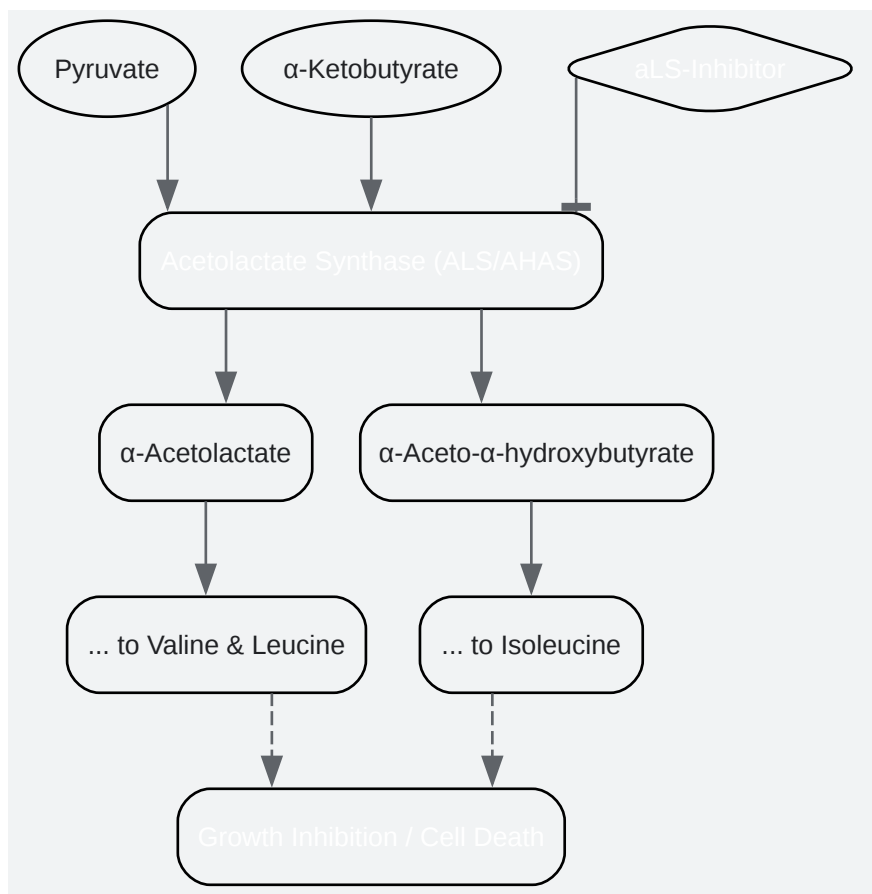 Pyruvate
α-Ketobutyrate
aLS-Inhibitor
Acetolactate Synthase (ALS/AHAS)
α-Acetolactate
α-Aceto-α-hydroxybutyrate
... to Valine & Leucine
... to Isoleucine
Growth Inhibition / Cell Death